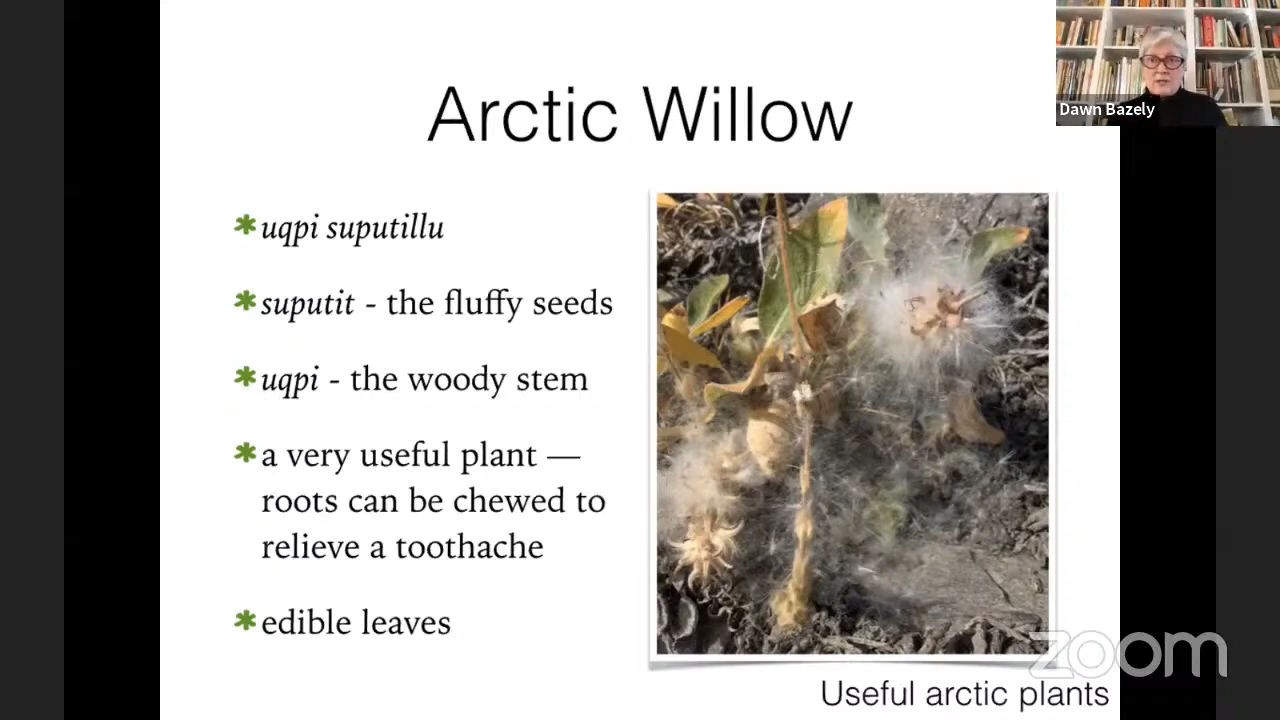 Dawn Bazely
Arctic Willow
* uqpi suputillu
* suputit - the fluffy seeds
* uqpi - the woody stem
* a very useful plant —
roots can be chewed to
relieve a toothache
* edible leaves
zoom
Useful arctic plants